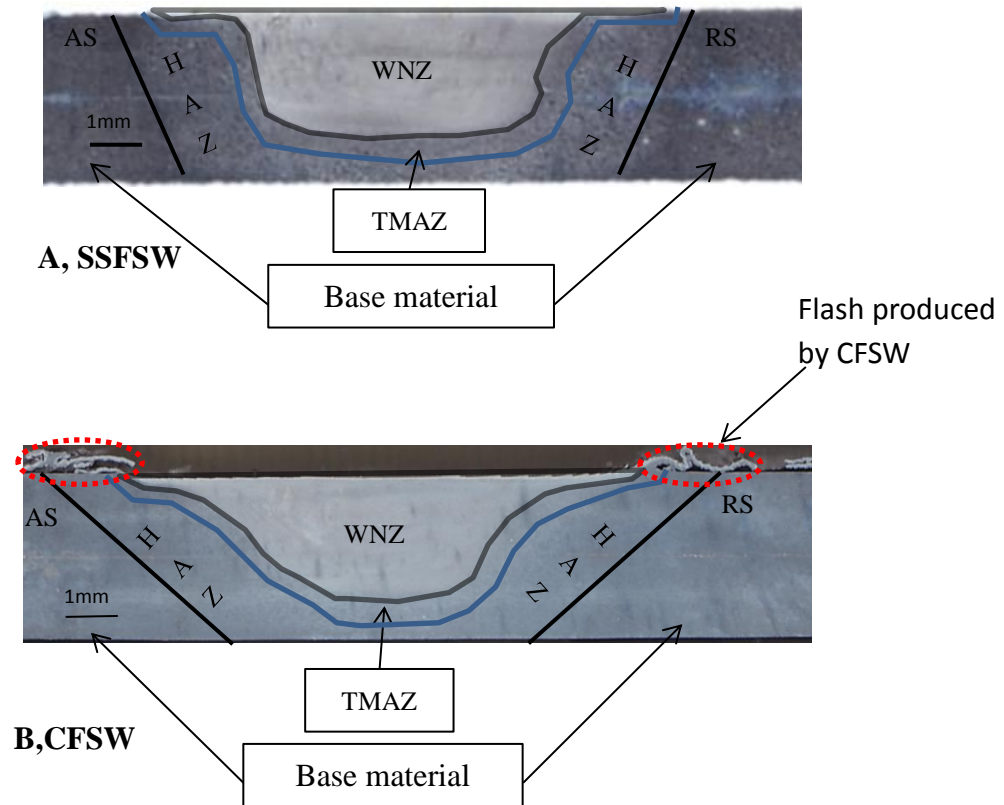 AS
RS
H
A
Z
WNZ
H
A
Z
1mm
TMAZ
A, SSFSW
Base material
Flash produced
by CFSW
AS
RS
H
A
Z
WNZ
H
A
Z
1mm
TMAZ
B,CFSW
Base material